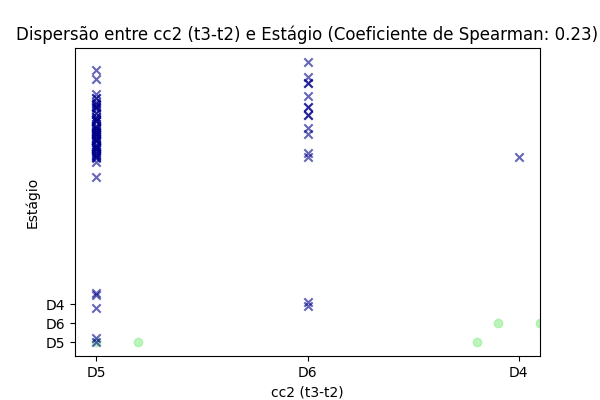 Dispersão entre cc2 (t3-t2) e Estágio (Coeficiente de Spearman: 0.23)
Estágio
D4
D6
D5
D5 D6 D4
cc2 (t3-t2)